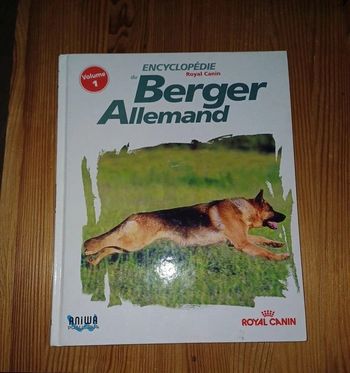 ENCYCLOPÉDIE
Royal Canin
du Berger
Allemand
Volume
1
ANIWA
ROYAL CANIN